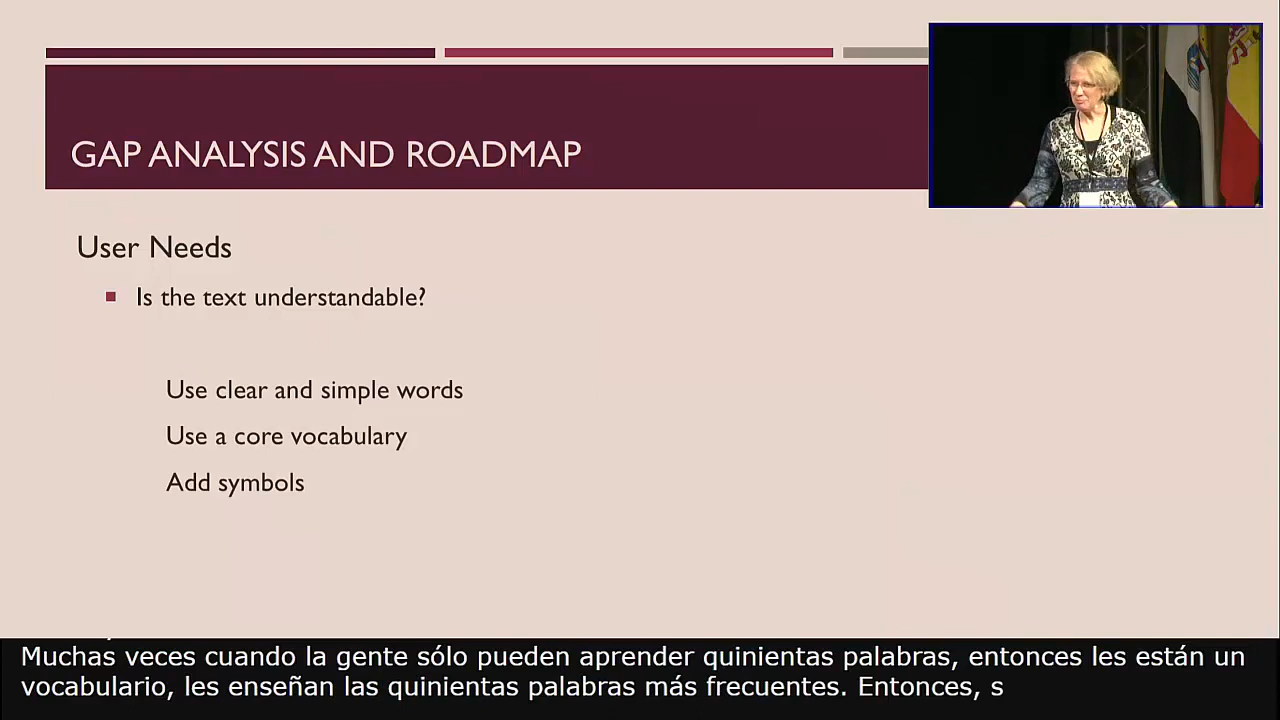 GAP ANALYSIS AND ROADMAP
User Needs
Is the text understandable?
Use clear and simple words
Use a core vocabulary
Add symbols
Muchas veces cuando la gente sólo pueden aprender quinientas palabras, entonces les están un
vocabulario, les enseñan las quinientas palabras más frecuentes. Entonces, s